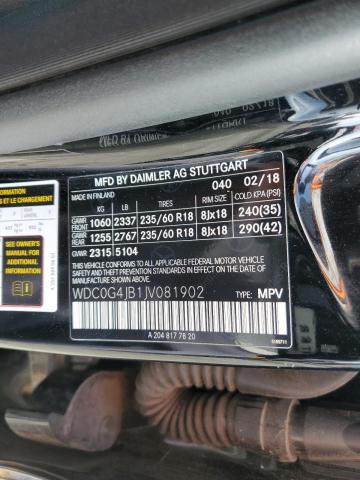 MFD BY DAIMLER AG STUTTGART
MADE IN FINLAND
040 02/18
KG LB TIRE SIZE RIM SIZE COLD KPA (PSI)
GAWR FRONT 1060 2337 235/60 R18 8Jx18 240(35)
GAWR REAR 1255 2767 235/60 R18 8Jx18 290(42)
GVWR 2315 5104
THIS VEHICLE CONFORMS TO ALL APPLICABLE FEDERAL MOTOR VEHICLE SAFETY, BUMPER, AND THEFT PREVENTION STANDARDS IN EFFECT ON THE DATE OF MANUFACTURE SHOWN ABOVE.
WDC0G4JB1JV081902 TYPE: MPV
A 204 817 78 20
INFORMATION
SEE OWNER'S
MANUAL FOR
ADDITIONAL
INFORMATION